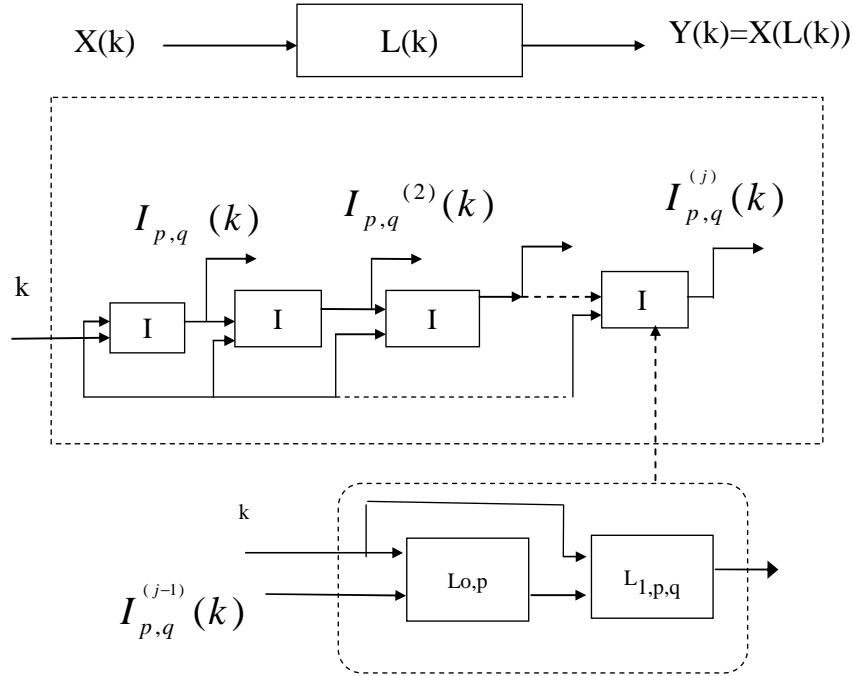 X(k) L(k) Y(k)=X(L(k))
I_{p,q} (k) I_{p,q}^{(2)}(k) I_{p,q}^{(j)}(k)
k
I I I I
k
Lo,p L_{1,p,q}
I_{p,q}^{(j-1)}(k)